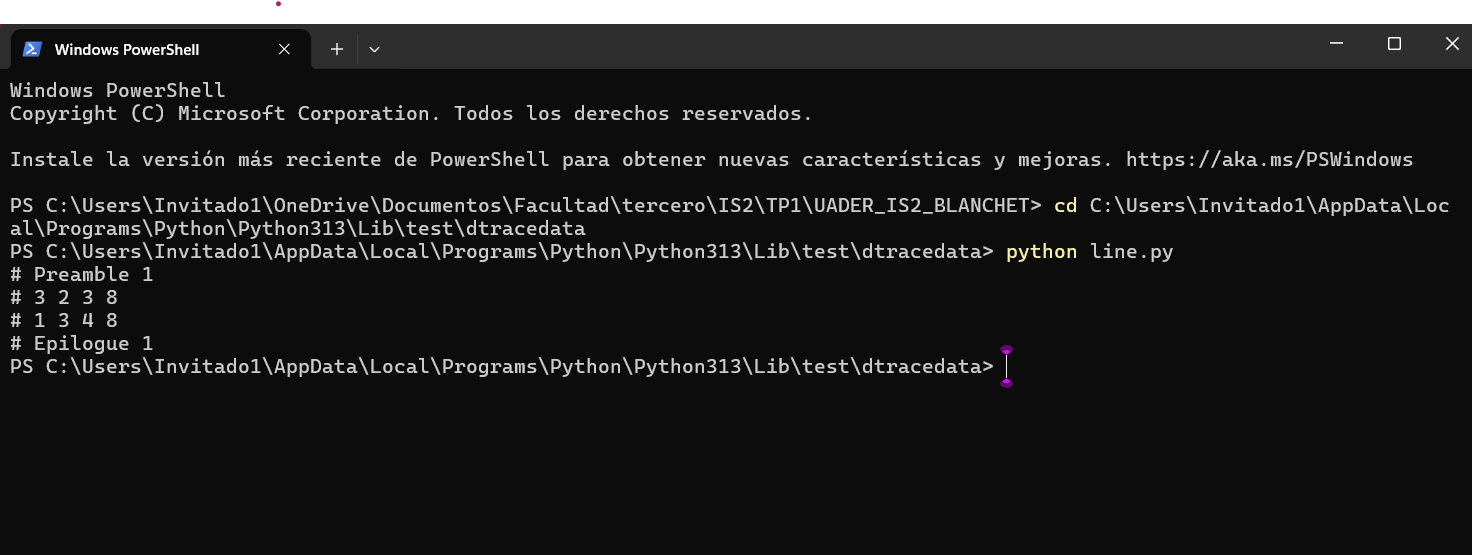 Windows PowerShell
Windows PowerShell
Copyright (C) Microsoft Corporation. Todos los derechos reservados.
Instale la versión más reciente de PowerShell para obtener nuevas características y mejoras. https://aka.ms/PSWindows
PS C:\Users\Invitado1\OneDrive\Documentos\Facultad\tercero\IS2\TP1\UADER_IS2_BLANCHET> cd C:\Users\Invitado1\AppData\Loc
al\Programs\Python\Python313\Lib\test\dtracedata
PS C:\Users\Invitado1\AppData\Local\Programs\Python\Python313\Lib\test\dtracedata> python line.py
# Preamble 1
# 3 2 3 8
# 1 3 4 8
# Epilogue 1
PS C:\Users\Invitado1\AppData\Local\Programs\Python\Python313\Lib\test\dtracedata>